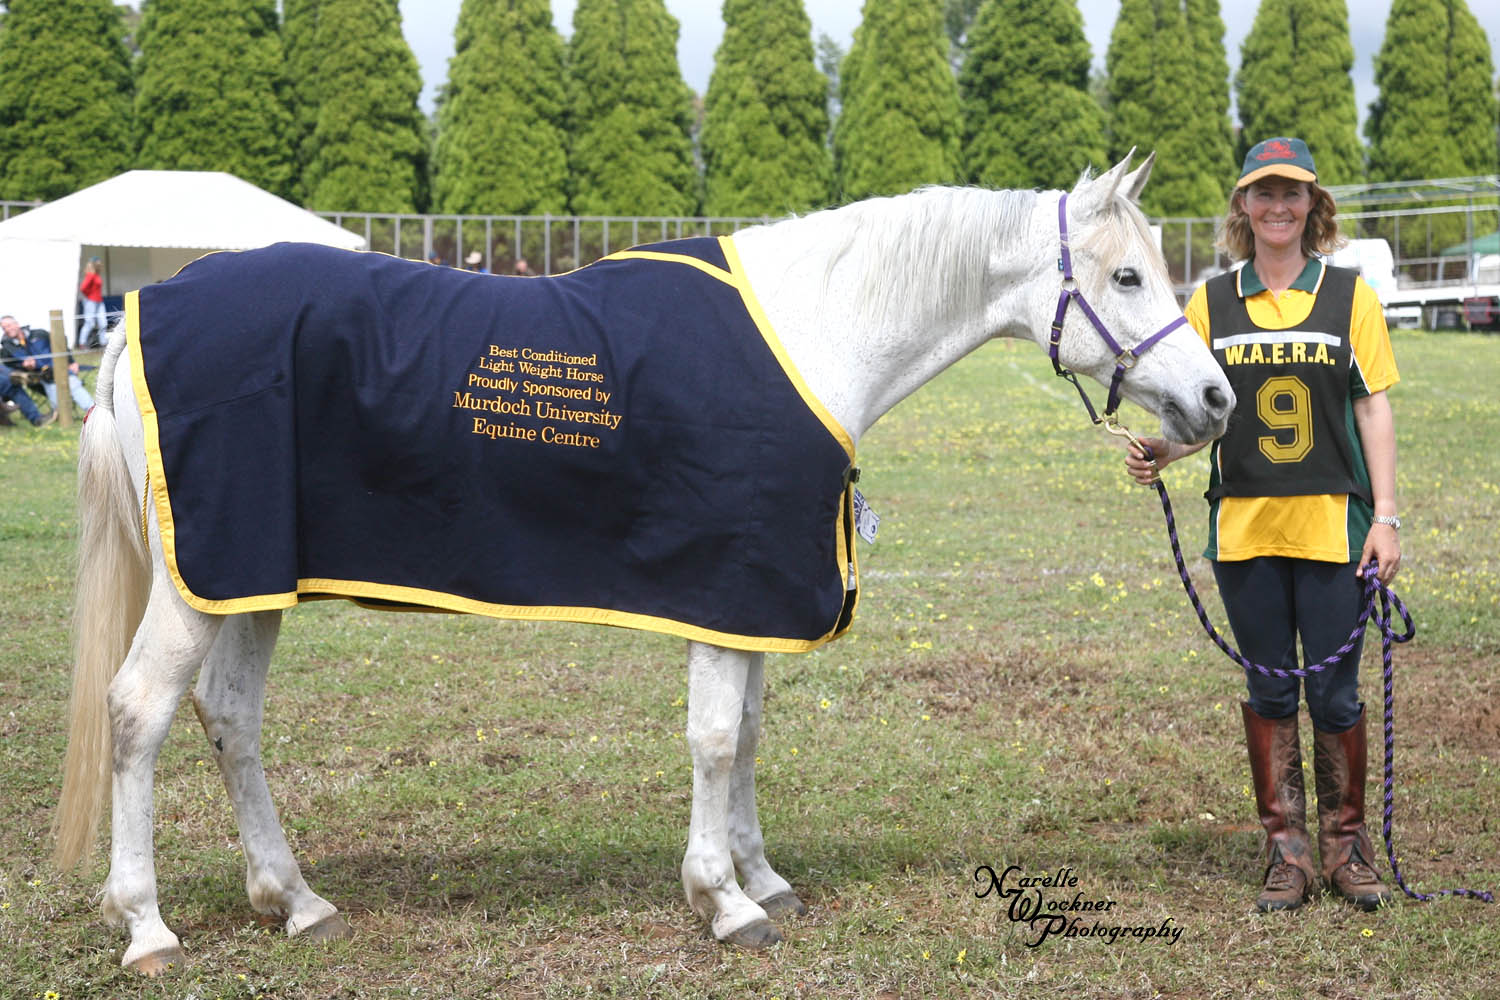 Best Conditioned
Light Weight Horse
Proudly Sponsored by
Murdoch University
Equine Centre
W.A.E.R.A.
9
Narelle
Wockner
Photography